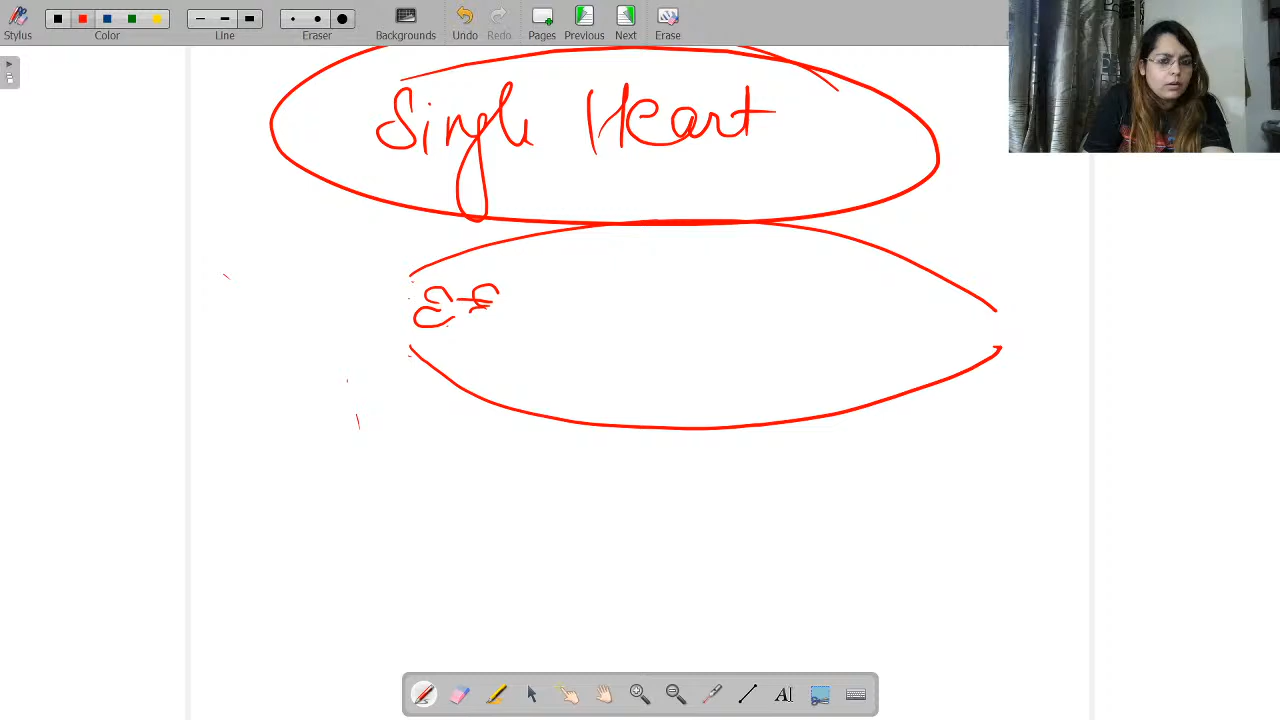 Stylus
Color
Line
Eraser
Backgrounds
Undo
Redo
Pages
Previous
Next
Erase
Single Heart